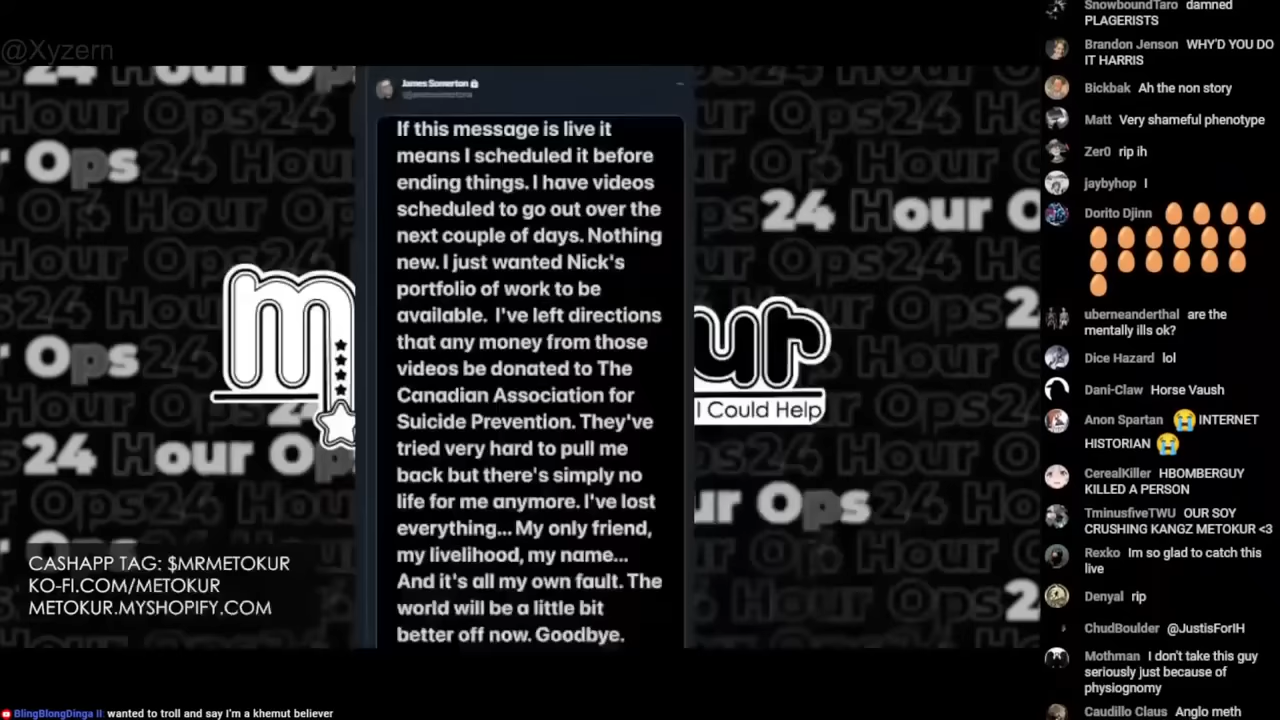 @Xyzern
James Somerton
If this message is live it
means I scheduled it before
ending things. I have videos
scheduled to go out over the
next couple of days. Nothing
new. I just wanted Nick's
portfolio of work to be
available. I've left directions
that any money from those
videos be donated to The
Canadian Association for
Suicide Prevention. They've
tried very hard to pull me
back but there's simply no
life for me anymore. I've lost
everything... My only friend,
my livelihood, my name...
And it's all my own fault. The
world will be a little bit
better off now. Goodbye.
24 Hour Ops
24 Hour O
m
ur
I Could Help
CASHAPP TAG: $MRMETOKUR
KO-FI.COM/METOKUR
METOKUR.MYSHOPIFY.COM
BlingBlongDinga II wanted to troll and say I'm a khemut believer
SnowboundTaro damned
PLAGERISTS
Brandon Jenson WHY'D YOU DO
IT HARRIS
Bickbak Ah the non story
Matt Very shameful phenotype
Zer0 rip ih
jaybyhop I
Dorito Djinn
uberneanderthal are the
mentally ills ok?
Dice Hazard lol
Dani-Claw Horse Vaush
Anon Spartan 😭 INTERNET
HISTORIAN 😭
CerealKiller HBOMBERGUY
KILLED A PERSON
TminusfiveTWU OUR SOY
CRUSHING KANGZ METOKUR <3
Rexko Im so glad to catch this
live
Denyal rip
ChudBoulder @JustisForIH
Mothman I don't take this guy
seriously just because of
physiognomy
Caudillo Claus Anglo meth